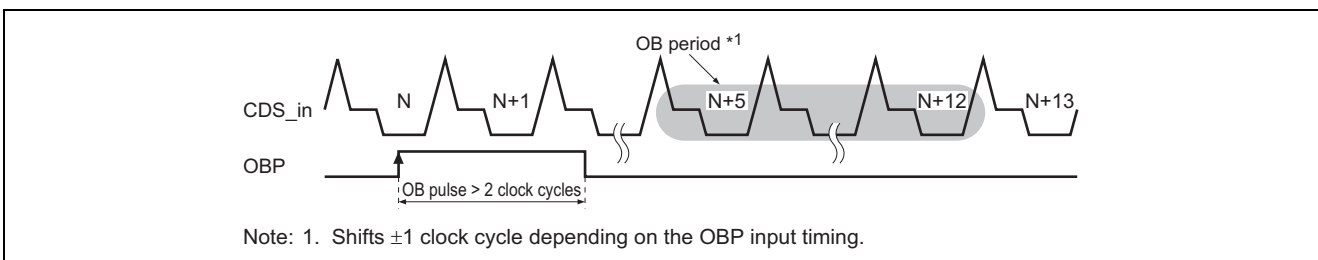 OB period *1
CDS_in N N+1 N+5 N+12 N+13
OBP
OB pulse > 2 clock cycles
Note: 1. Shifts ±1 clock cycle depending on the OBP input timing.